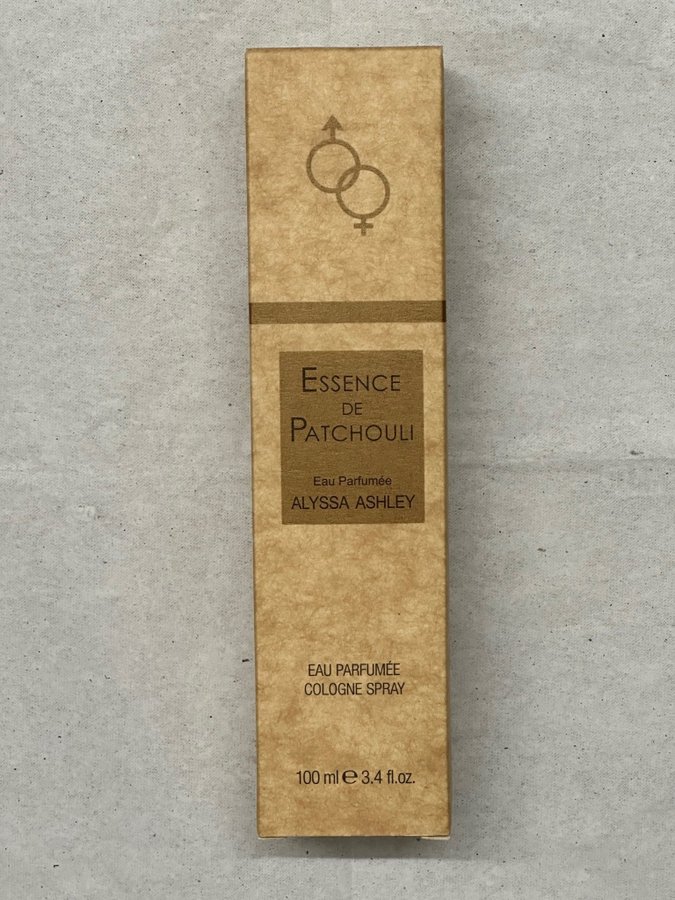 ESSENCE
DE
PATCHOULI
Eau Parfumée
ALYSSA ASHLEY
EAU PARFUMÉE
COLOGNE SPRAY
100 ml ℮ 3.4 fl.oz.